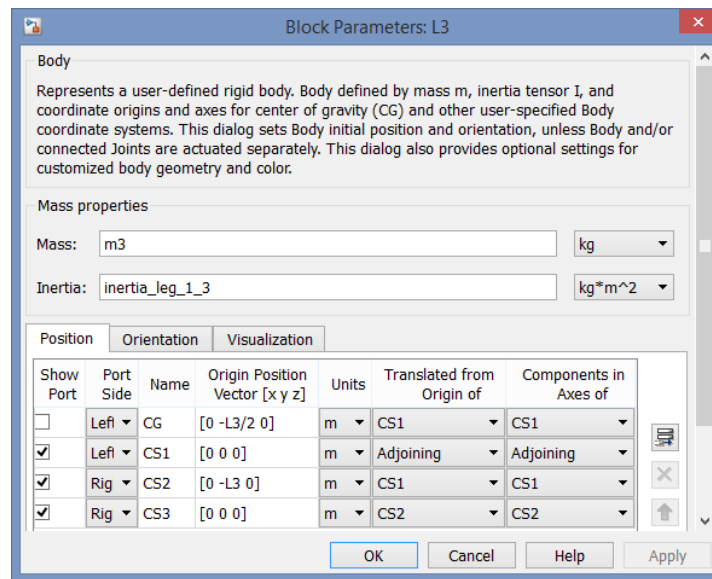 Block Parameters: L3
Body
Represents a user-defined rigid body. Body defined by mass m, inertia tensor I, and
coordinate origins and axes for center of gravity (CG) and other user-specified Body
coordinate systems. This dialog sets Body initial position and orientation, unless Body and/or
connected Joints are actuated separately. This dialog also provides optional settings for
customized body geometry and color.
Mass properties
Mass: m3 kg
Inertia: inertia_leg_1_3 kg*m^2
Position Orientation Visualization
Show Port Port Side Name Origin Position Vector [x y z] Units Translated from Origin of Components in Axes of
Left CG [0 -L3/2 0] m CS1 CS1
Left CS1 [0 0 0] m Adjoining Adjoining
Rig CS2 [0 -L3 0] m CS1 CS1
Rig CS3 [0 0 0] m CS2 CS2
OK Cancel Help Apply